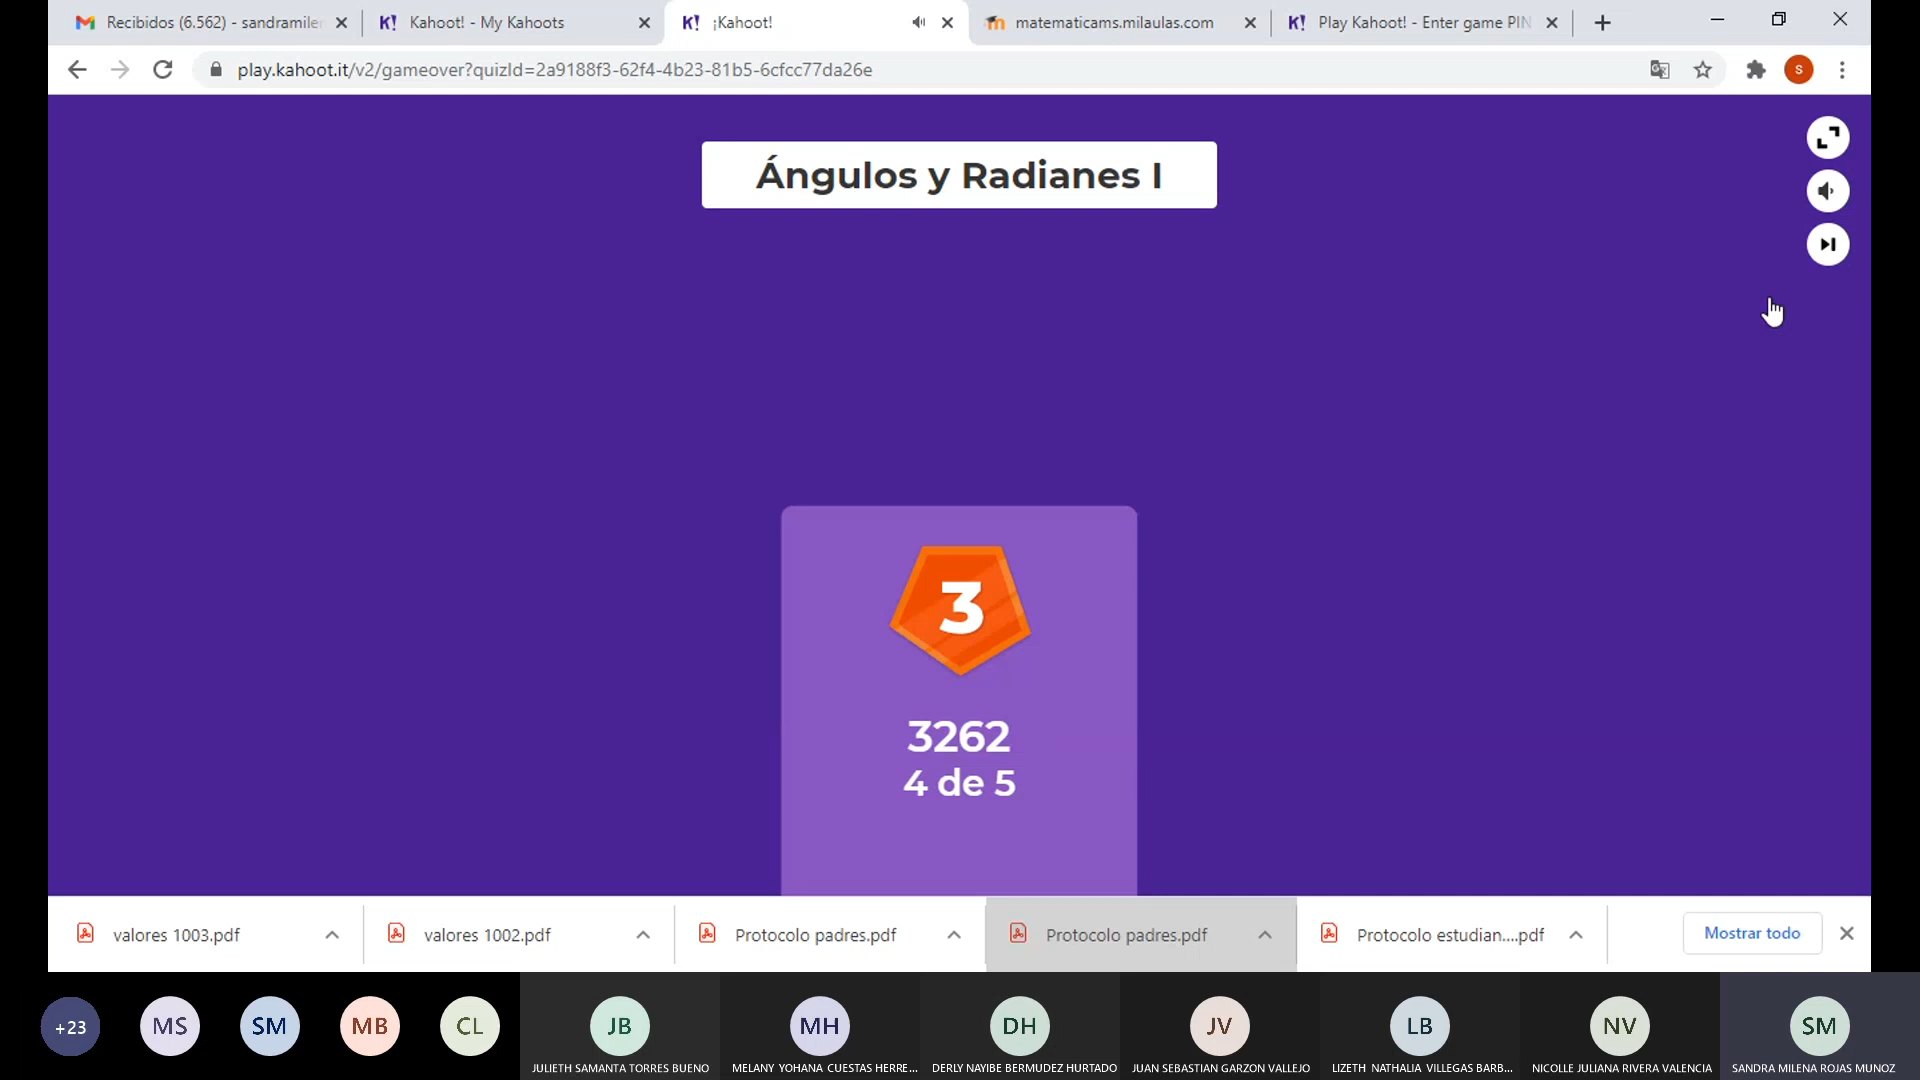 Recibidos (6.562) - sandramile
Kahoot! - My Kahoots
¡Kahoot!
matematicams.milaulas.com
Play Kahoot! - Enter game PIN
play.kahoot.it/v2/gameover?quizId=2a9188f3-62f4-4b23-81b5-6cfcc77da26e
S
Ángulos y Radianes I
3
3262
4 de 5
valores 1003.pdf
valores 1002.pdf
Protocolo padres.pdf
Protocolo padres.pdf
Protocolo estudian....pdf
Mostrar todo
+23
MS
SM
MB
CL
JB
MH
DH
JV
LB
NV
SM
JULIETH SAMANTA TORRES BUENO
MELANY YOHANA CUESTAS HERRE...
DERLY NAYIBE BERMUDEZ HURTADO
JUAN SEBASTIAN GARZON VALLEJO
LIZETH NATHALIA VILLEGAS BARB...
NICOLLE JULIANA RIVERA VALENCIA
SANDRA MILENA ROJAS MUNOZ